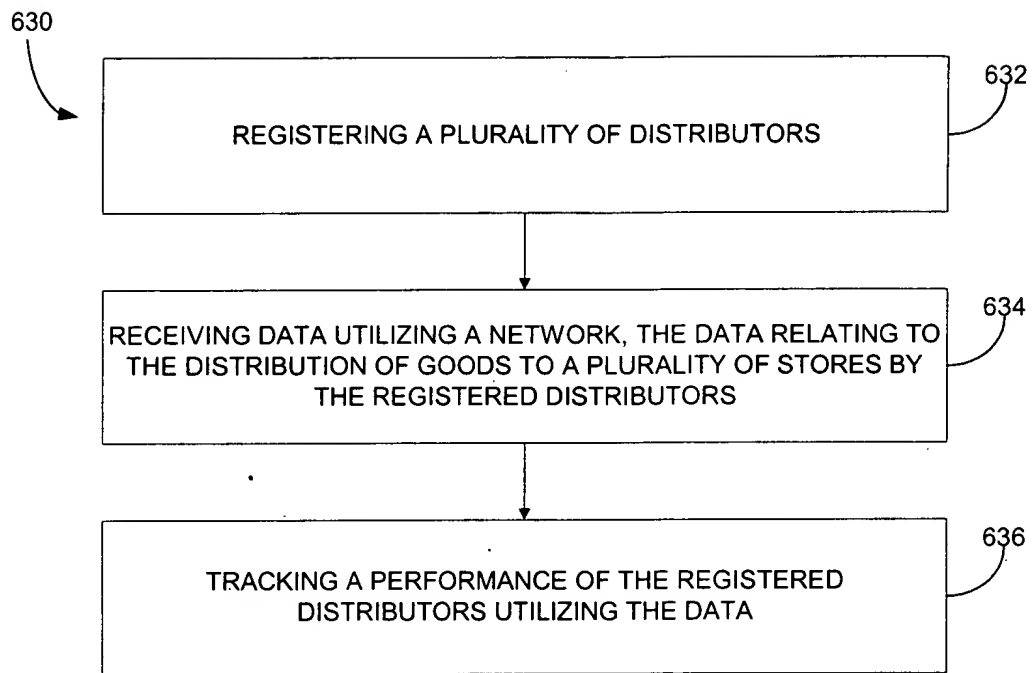 630
632
REGISTERING A PLURALITY OF DISTRIBUTORS
634
RECEIVING DATA UTILIZING A NETWORK, THE DATA RELATING TO
THE DISTRIBUTION OF GOODS TO A PLURALITY OF STORES BY
THE REGISTERED DISTRIBUTORS
636
TRACKING A PERFORMANCE OF THE REGISTERED
DISTRIBUTORS UTILIZING THE DATA